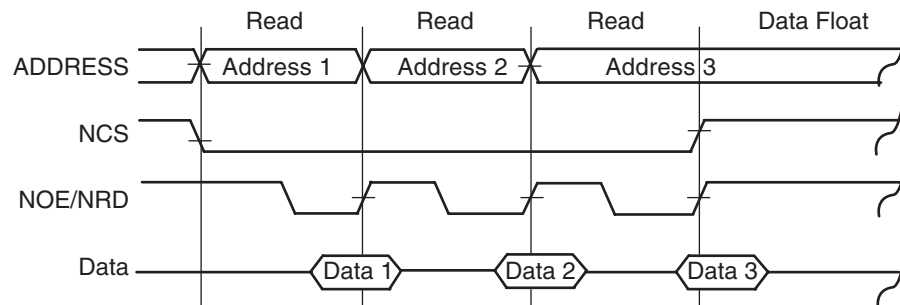 Read Read Read Data Float
ADDRESS Address 1 Address 2 Address 3
NCS
NOE/NRD
Data Data 1 Data 2 Data 3